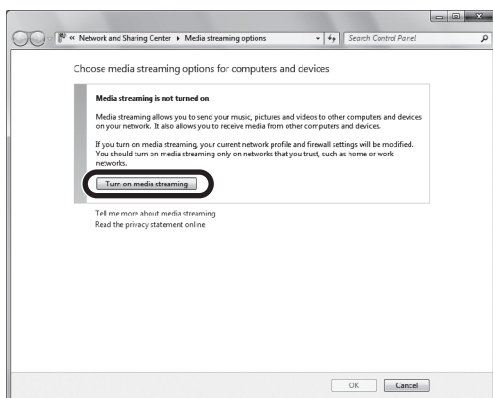 « Network and Sharing Center ▸ Media streaming options
Search Control Panel
Choose media streaming options for computers and devices
Media streaming is not turned on
Media streaming allows you to send your music, pictures and videos to other computers and devices
on your network. It also allows you to receive media from other computers and devices.
If you turn on media streaming, your current network profile and firewall settings will be modified.
You should turn on media streaming only on networks that you trust, such as home or work
networks.
Turn on media streaming
Tell me more about media streaming
Read the privacy statement online
OK
Cancel